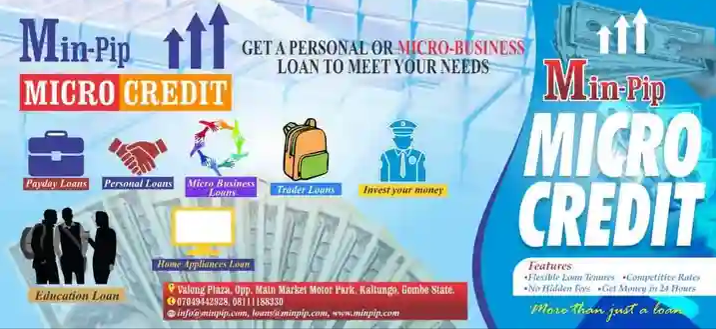 Min-Pip
MICRO CREDIT
GET A PERSONAL OR MICRO-BUSINESS
LOAN TO MEET YOUR NEEDS
Payday Loans
Personal Loans
Micro Business
Loans
Trader Loans
Invest your money
Education Loan
Home Appliances Loan
Valong Plaza, Opp. Main Market Motor Park, Kaltungo, Gombe State.
07049442928, 08111188330
info@minpip.com, loans@minpip.com, www.minpip.com
Min-Pip
MICRO
CREDIT
Features
•Flexible Loan Tenures •Competitive Rates
•No Hidden Fees •Get Money in 24 Hours
More than just a loan